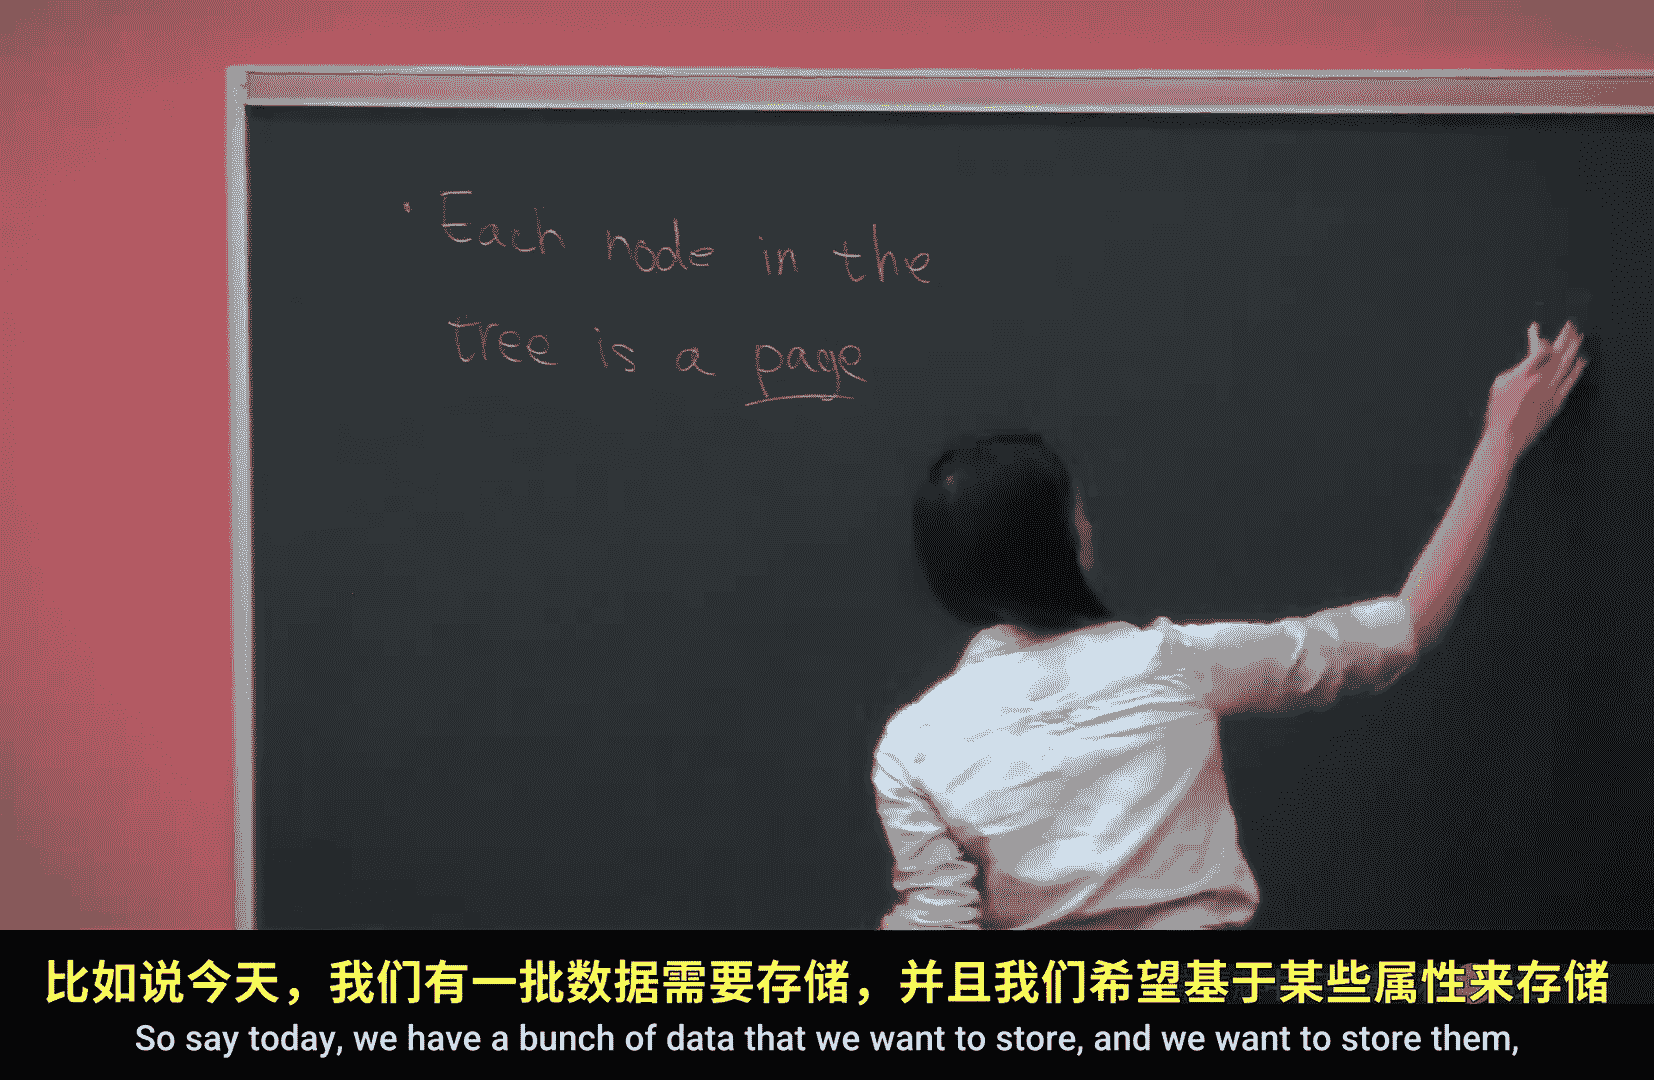 · Each node in the
tree is a page
比如说今天，我们有一批数据需要存储，并且我们希望基于某些属性来存储
So say today, we have a bunch of data that we want to store, and we want to store them,